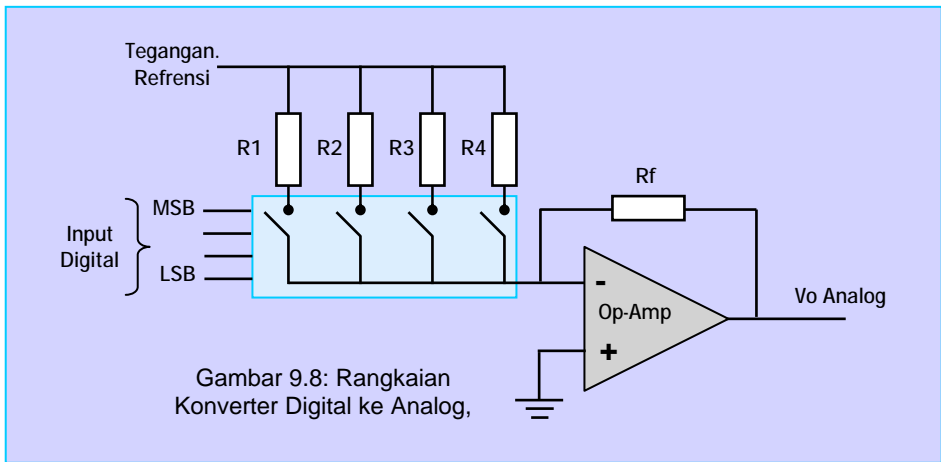 Tegangan.
Refrensi
R1
R2
R3
R4
Rf
MSB
Input
Digital
LSB
-
Op-Amp
+
Vo Analog
Gambar 9.8: Rangkaian
Konverter Digital ke Analog,